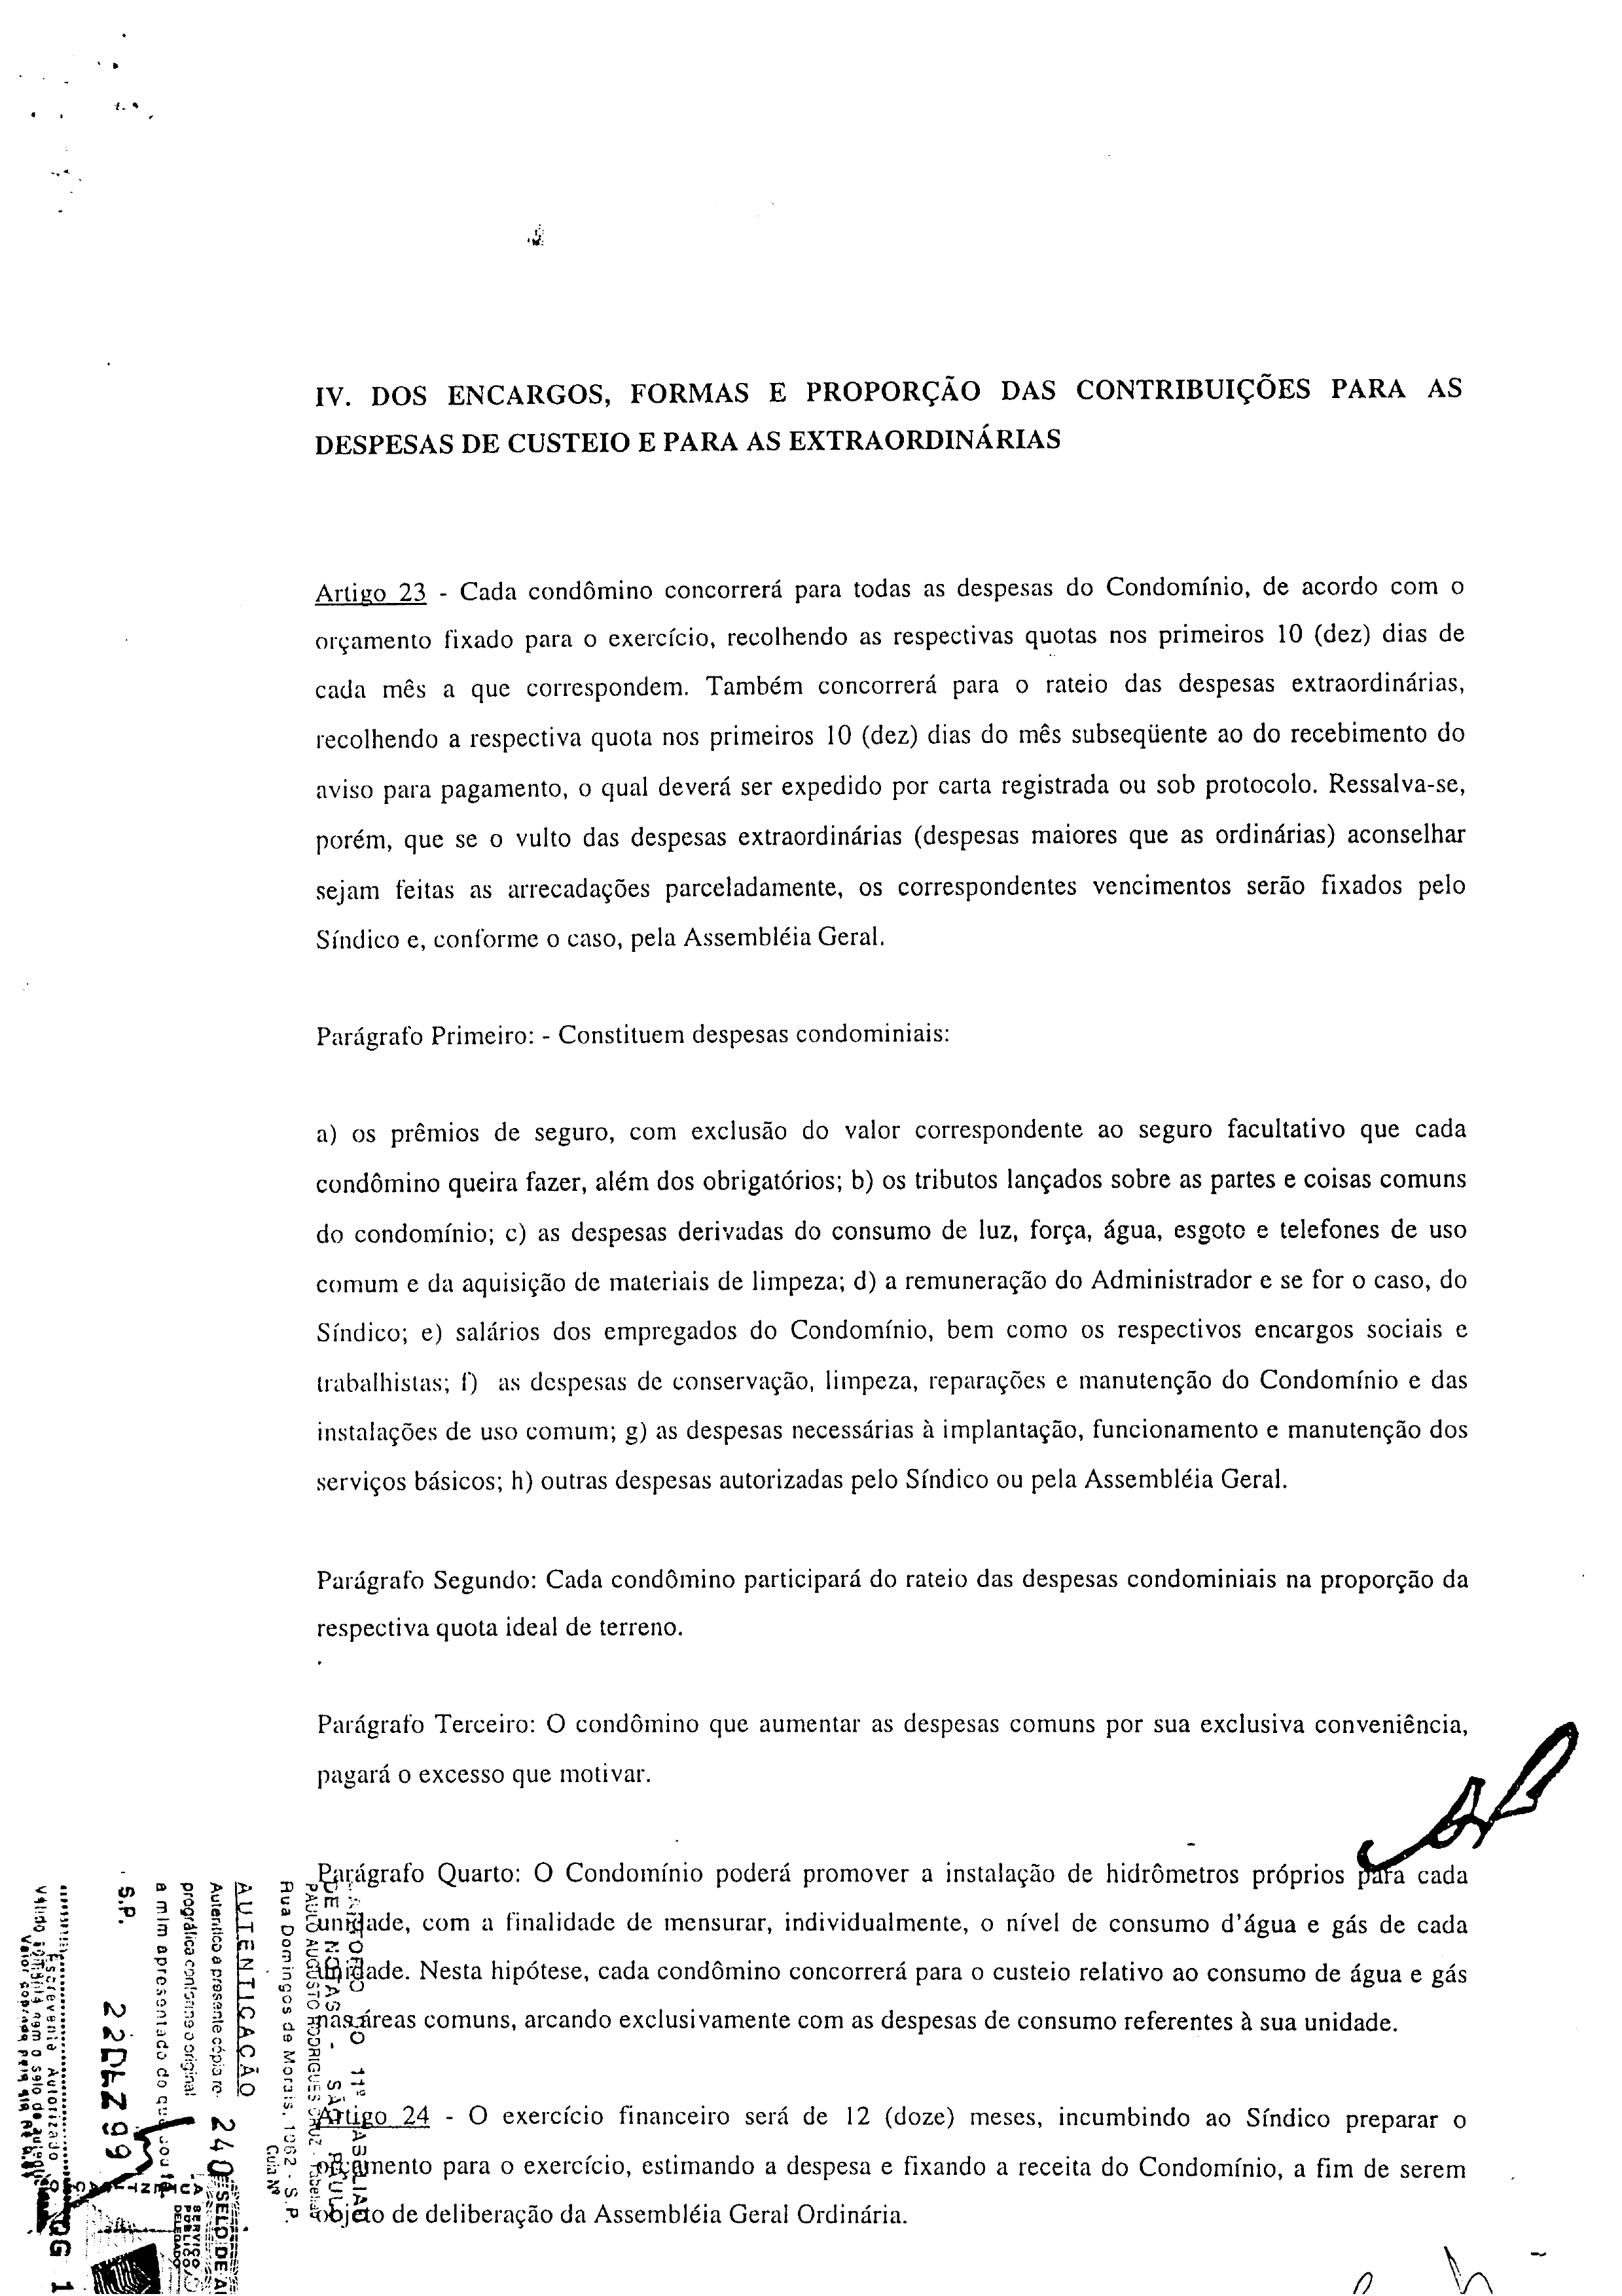 IV. DOS ENCARGOS, FORMAS E PROPORÇÃO DAS CONTRIBUIÇÕES PARA AS
DESPESAS DE CUSTEIO E PARA AS EXTRAORDINÁRIAS
Artigo 23 - Cada condômino concorrerá para todas as despesas do Condomínio, de acordo com o
orçamento fixado para o exercício, recolhendo as respectivas quotas nos primeiros 10 (dez) dias de
cada mês a que correspondem. Também concorrerá para o rateio das despesas extraordinárias,
recolhendo a respectiva quota nos primeiros 10 (dez) dias do mês subseqüente ao do recebimento do
aviso para pagamento, o qual deverá ser expedido por carta registrada ou sob protocolo. Ressalva-se,
porém, que se o vulto das despesas extraordinárias (despesas maiores que as ordinárias) aconselhar
sejam feitas as arrecadações parceladamente, os correspondentes vencimentos serão fixados pelo
Síndico e, conforme o caso, pela Assembléia Geral.
Parágrafo Primeiro: - Constituem despesas condominiais:
a) os prêmios de seguro, com exclusão do valor correspondente ao seguro facultativo que cada
condômino queira fazer, além dos obrigatórios; b) os tributos lançados sobre as partes e coisas comuns
do condomínio; c) as despesas derivadas do consumo de luz, força, água, esgoto e telefones de uso
comum e da aquisição de materiais de limpeza; d) a remuneração do Administrador e se for o caso, do
Síndico; e) salários dos empregados do Condomínio, bem como os respectivos encargos sociais e
trabalhistas; f) as despesas de conservação, limpeza, reparações e manutenção do Condomínio e das
instalações de uso comum; g) as despesas necessárias à implantação, funcionamento e manutenção dos
serviços básicos; h) outras despesas autorizadas pelo Síndico ou pela Assembléia Geral.
Parágrafo Segundo: Cada condômino participará do rateio das despesas condominiais na proporção da
respectiva quota ideal de terreno.
Parágrafo Terceiro: O condômino que aumentar as despesas comuns por sua exclusiva conveniência,
pagará o excesso que motivar.
Parágrafo Quarto: O Condomínio poderá promover a instalação de hidrômetros próprios para cada
unidade, com a finalidade de mensurar, individualmente, o nível de consumo d'água e gás de cada
unidade. Nesta hipótese, cada condômino concorrerá para o custeio relativo ao consumo de água e gás
nas áreas comuns, arcando exclusivamente com as despesas de consumo referentes à sua unidade.
Artigo 24 - O exercício financeiro será de 12 (doze) meses, incumbindo ao Síndico preparar o
orçamento para o exercício, estimando a despesa e fixando a receita do Condomínio, a fim de serem
objeto de deliberação da Assembléia Geral Ordinária.
DE NOTAS - SÃO PAULO
PAULO AUGUSTO RODRIGUES CRUZ
Rua Domingos de Morais, 1062 - S.P.
AUTENTICAÇÃO
Autentico a presente cópia re-
prográfica conforme o original
a mim apresentado do que dou fé
S.P. 22 DEZ 99
Escrevente Autorizado